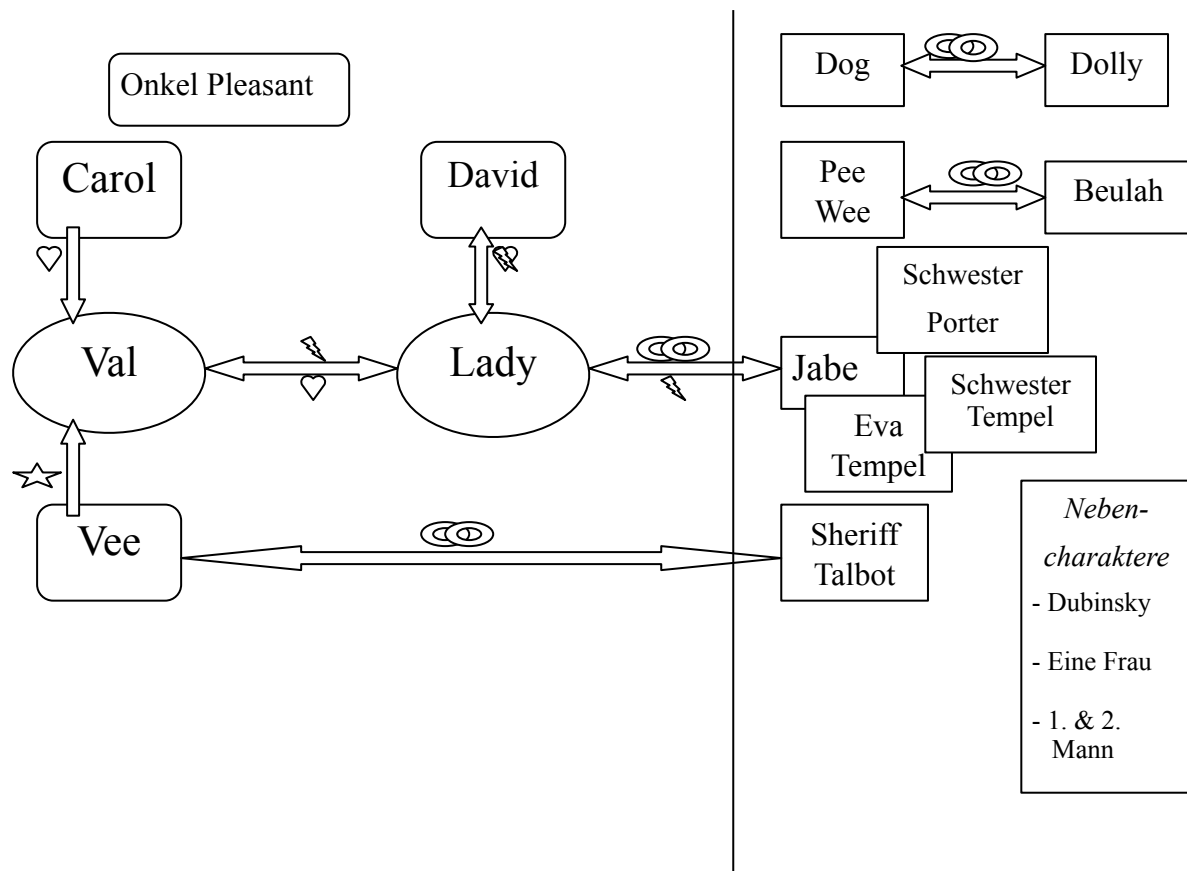 Onkel Pleasant
Carol
David
Val
Lady
Vee
Dog
Dolly
Pee
Wee
Beulah
Schwester
Porter
Jabe
Schwester
Tempel
Eva
Tempel
Sheriff
Talbot
Neben-
charaktere
- Dubinsky
- Eine Frau
- 1. & 2.
Mann